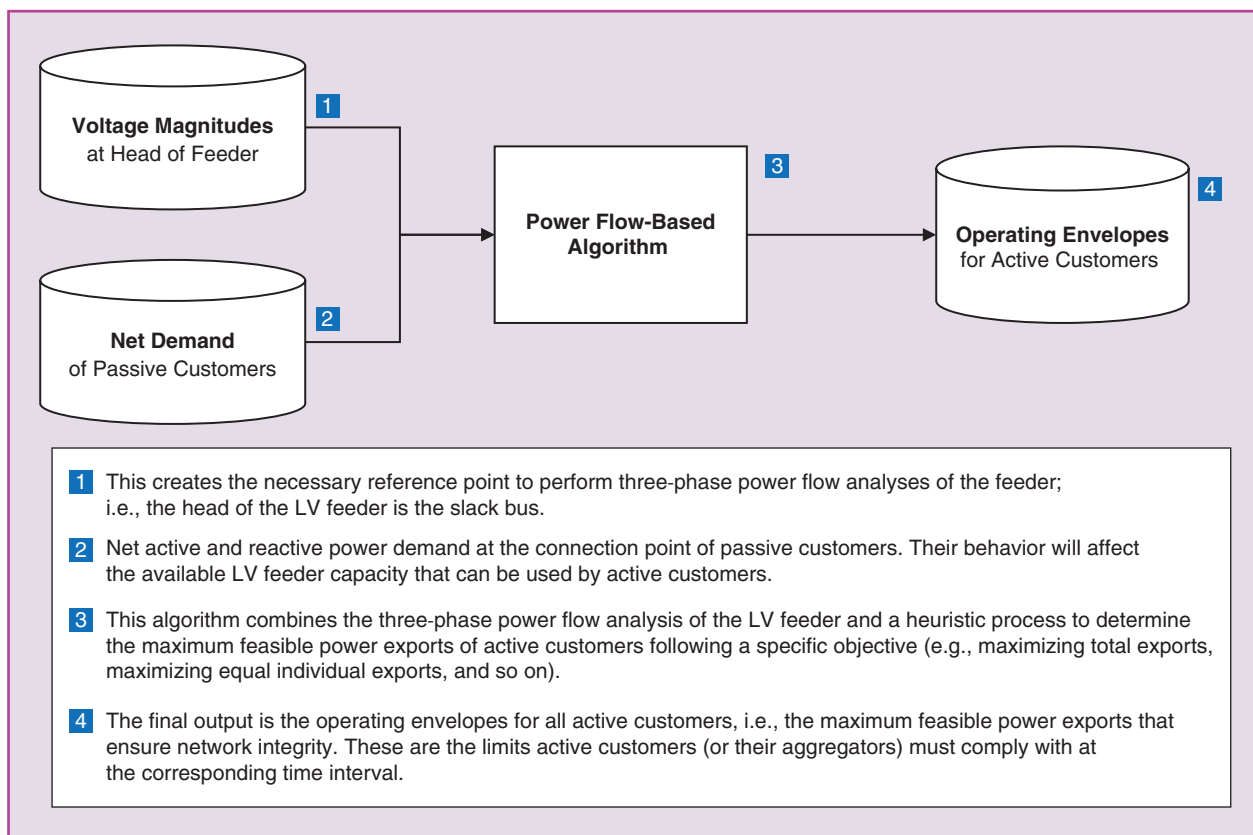 Voltage Magnitudes
at Head of Feeder
1
Net Demand
of Passive Customers
2
Power Flow-Based
Algorithm
3
Operating Envelopes
for Active Customers
4
1 This creates the necessary reference point to perform three-phase power flow analyses of the feeder;
i.e., the head of the LV feeder is the slack bus.
2 Net active and reactive power demand at the connection point of passive customers. Their behavior will affect
the available LV feeder capacity that can be used by active customers.
3 This algorithm combines the three-phase power flow analysis of the LV feeder and a heuristic process to determine
the maximum feasible power exports of active customers following a specific objective (e.g., maximizing total exports,
maximizing equal individual exports, and so on).
4 The final output is the operating envelopes for all active customers, i.e., the maximum feasible power exports that
ensure network integrity. These are the limits active customers (or their aggregators) must comply with at
the corresponding time interval.